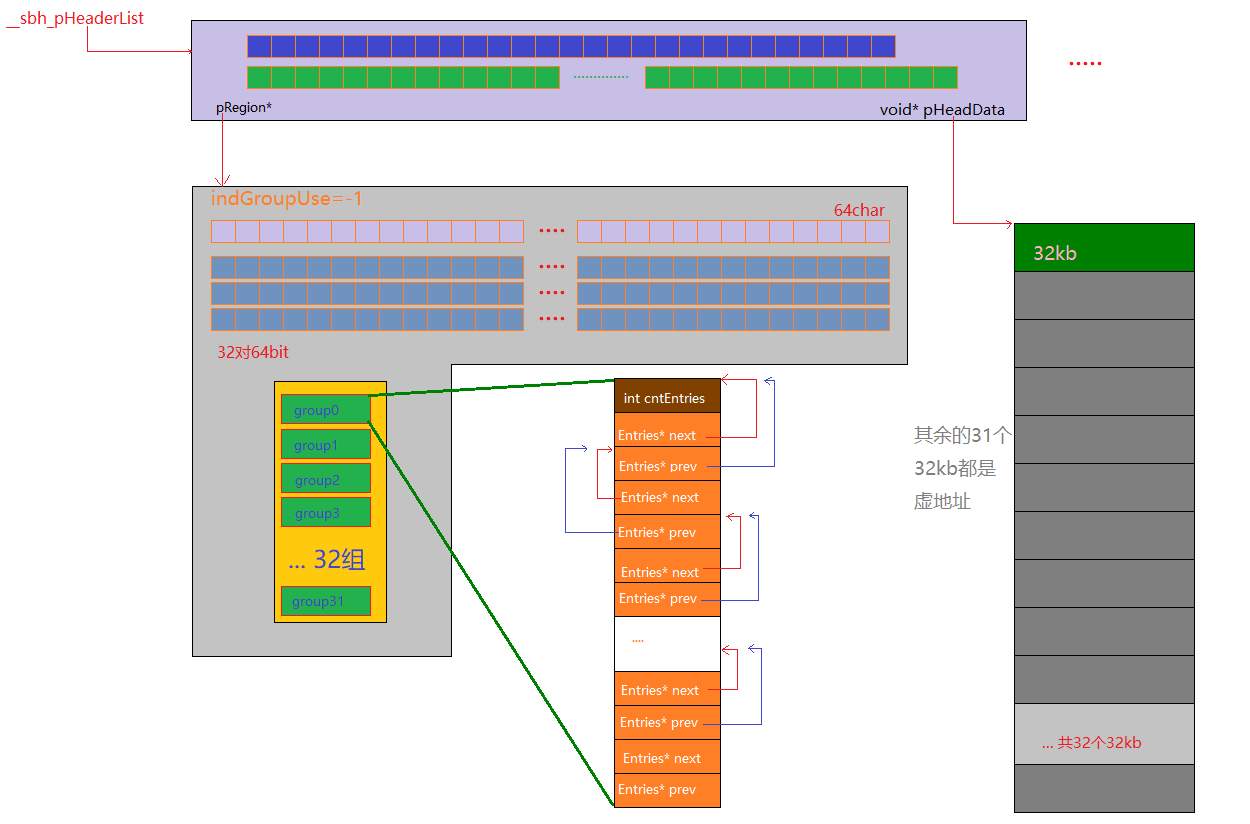 __sbh_pHeaderList
.....
pRegion*
void* pHeadData
indGroupUse=-1
64char
....
....
....
....
32对64bit
32kb
group0
group1
group2
group3
... 32组
group31
int cntEntries
Entries* next
Entries* prev
Entries* next
Entries* prev
Entries* next
Entries* prev
....
Entries* next
Entries* prev
Entries* next
Entries* prev
其余的31个
32kb都是
虚地址
... 共32个32kb